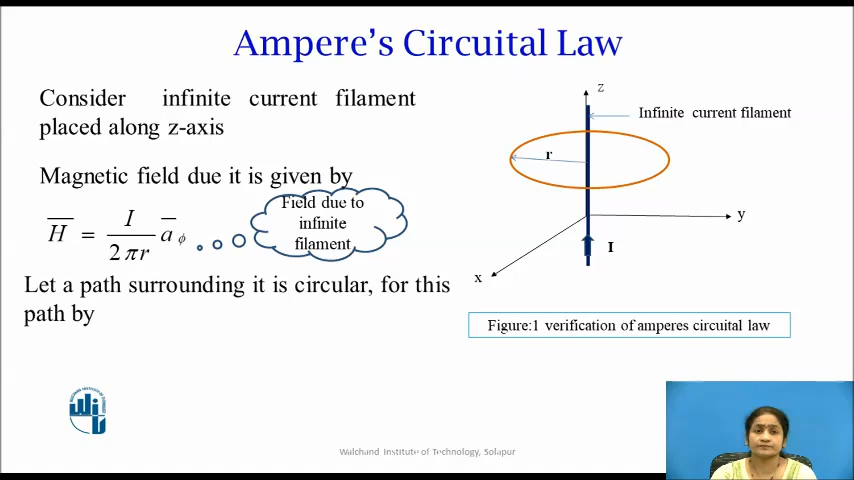 Ampere's Circuital Law
Consider infinite current filament
placed along z-axis
Magnetic field due it is given by
H = I / 2πr a ϕ
Field due to
infinite
filament
Let a path surrounding it is circular, for this
path by
z
Infinite current filament
r
y
I
x
Figure:1 verification of amperes circuital law
Walchand Institute of Technology, Solapur